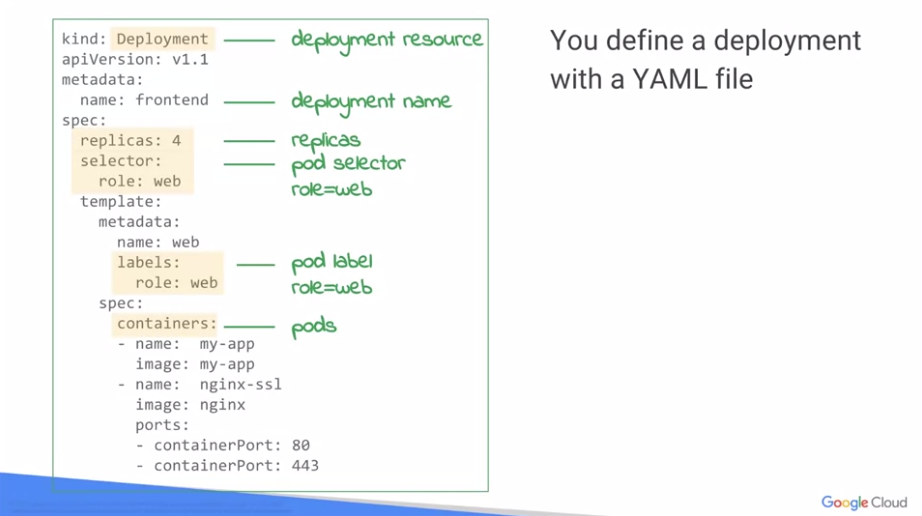 kind: Deployment
deployment resource
apiVersion: v1.1
metadata:
name: frontend
deployment name
spec:
replicas: 4
replicas
selector:
pod selector
role: web
role=web
template:
metadata:
name: web
labels:
pod label
role: web
role=web
spec:
containers:
pods
- name: my-app
image: my-app
- name: nginx-ssl
image: nginx
ports:
- containerPort: 80
- containerPort: 443
You define a deployment
with a YAML file
Google Cloud